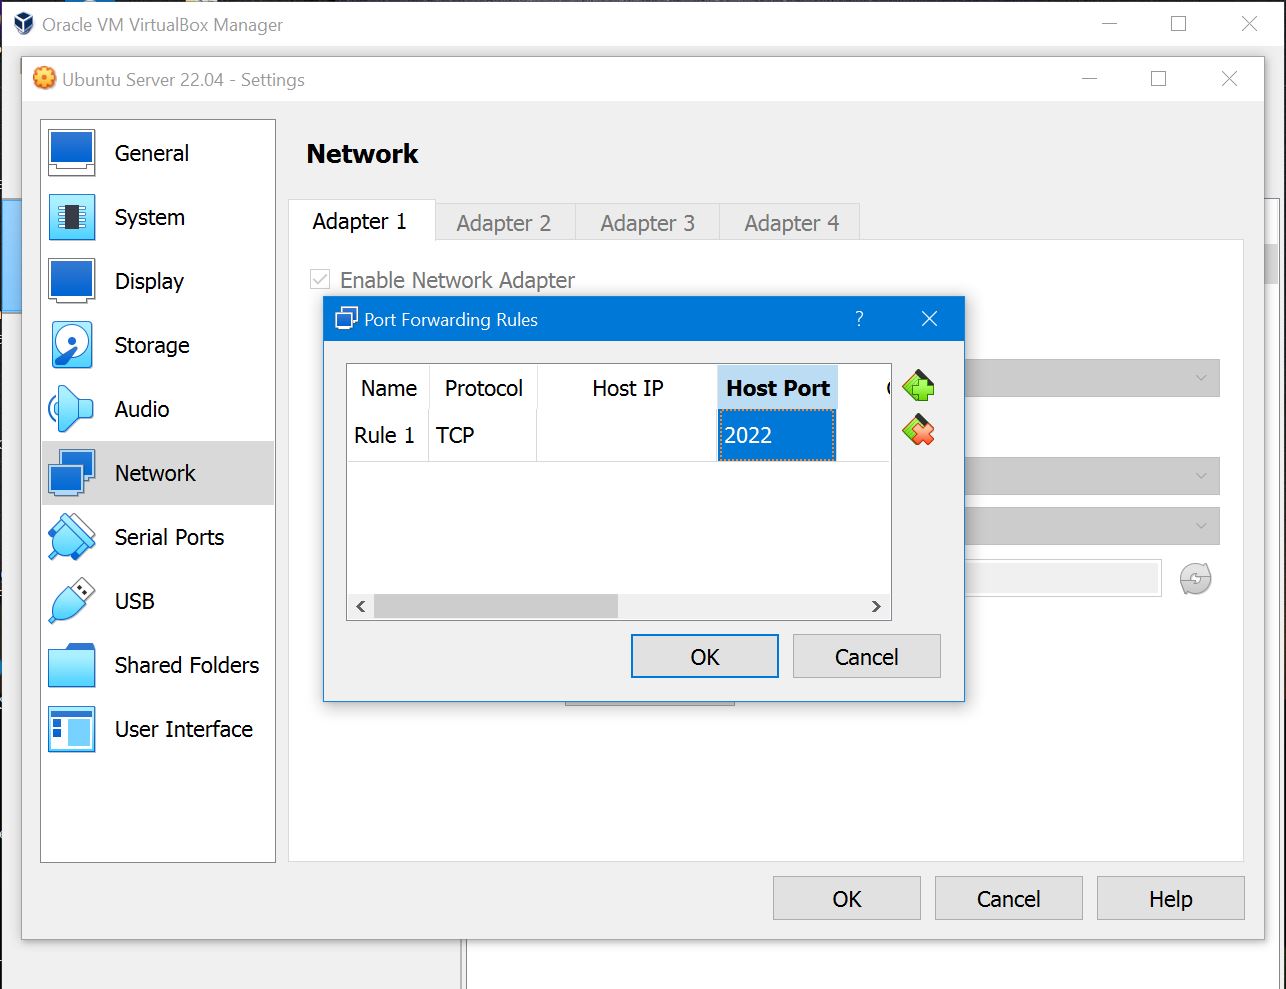 Oracle VM VirtualBox Manager
Ubuntu Server 22.04 - Settings
General
System
Display
Storage
Audio
Network
Serial Ports
USB
Shared Folders
User Interface
Network
Adapter 1 Adapter 2 Adapter 3 Adapter 4
Enable Network Adapter
Port Forwarding Rules ?
Name Protocol Host IP Host Port
Rule 1 TCP 2022
OK Cancel
OK Cancel Help